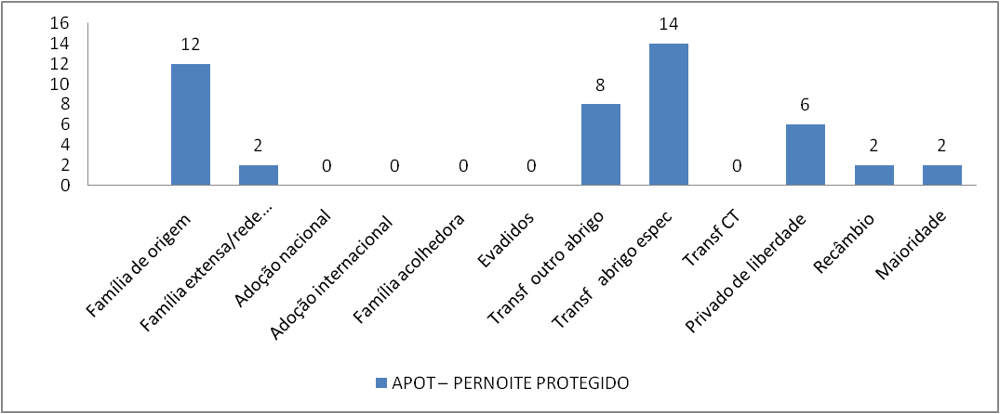 16
14
12
10
8
6
4
2
0
12
2
0
0
0
0
8
14
0
6
2
2
Família de origem
Família extensa/rede...
Adoção nacional
Adoção internacional
Família acolhedora
Evadidos
Transf outro abrigo
Transf abrigo espec
Transf CT
Privado de liberdade
Recâmbio
Maioridade
APOT – PERNOITE PROTEGIDO